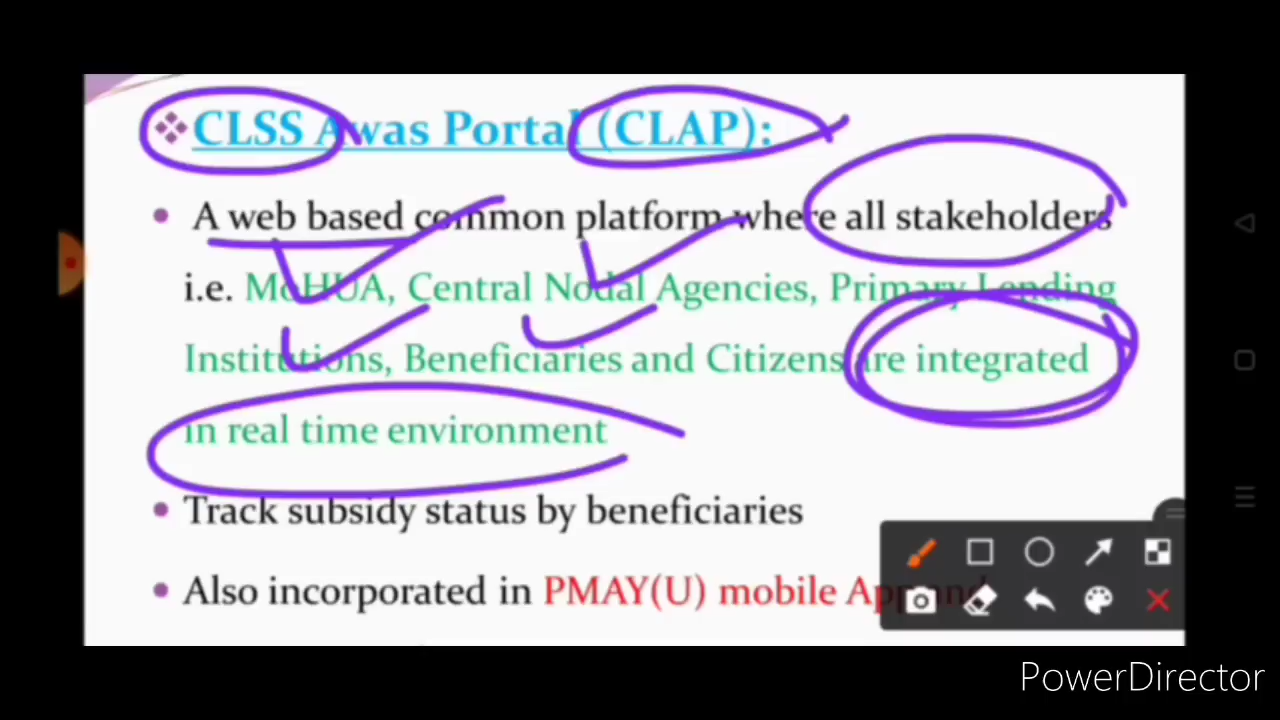 CLSS Awas Portal (CLAP):
A web based common platform where all stakeholders
i.e. MoHUA, Central Nodal Agencies, Primary Lending
Institutions, Beneficiaries and Citizens are integrated
in real time environment
Track subsidy status by beneficiaries
Also incorporated in PMAY(U) mobile App and
PowerDirector